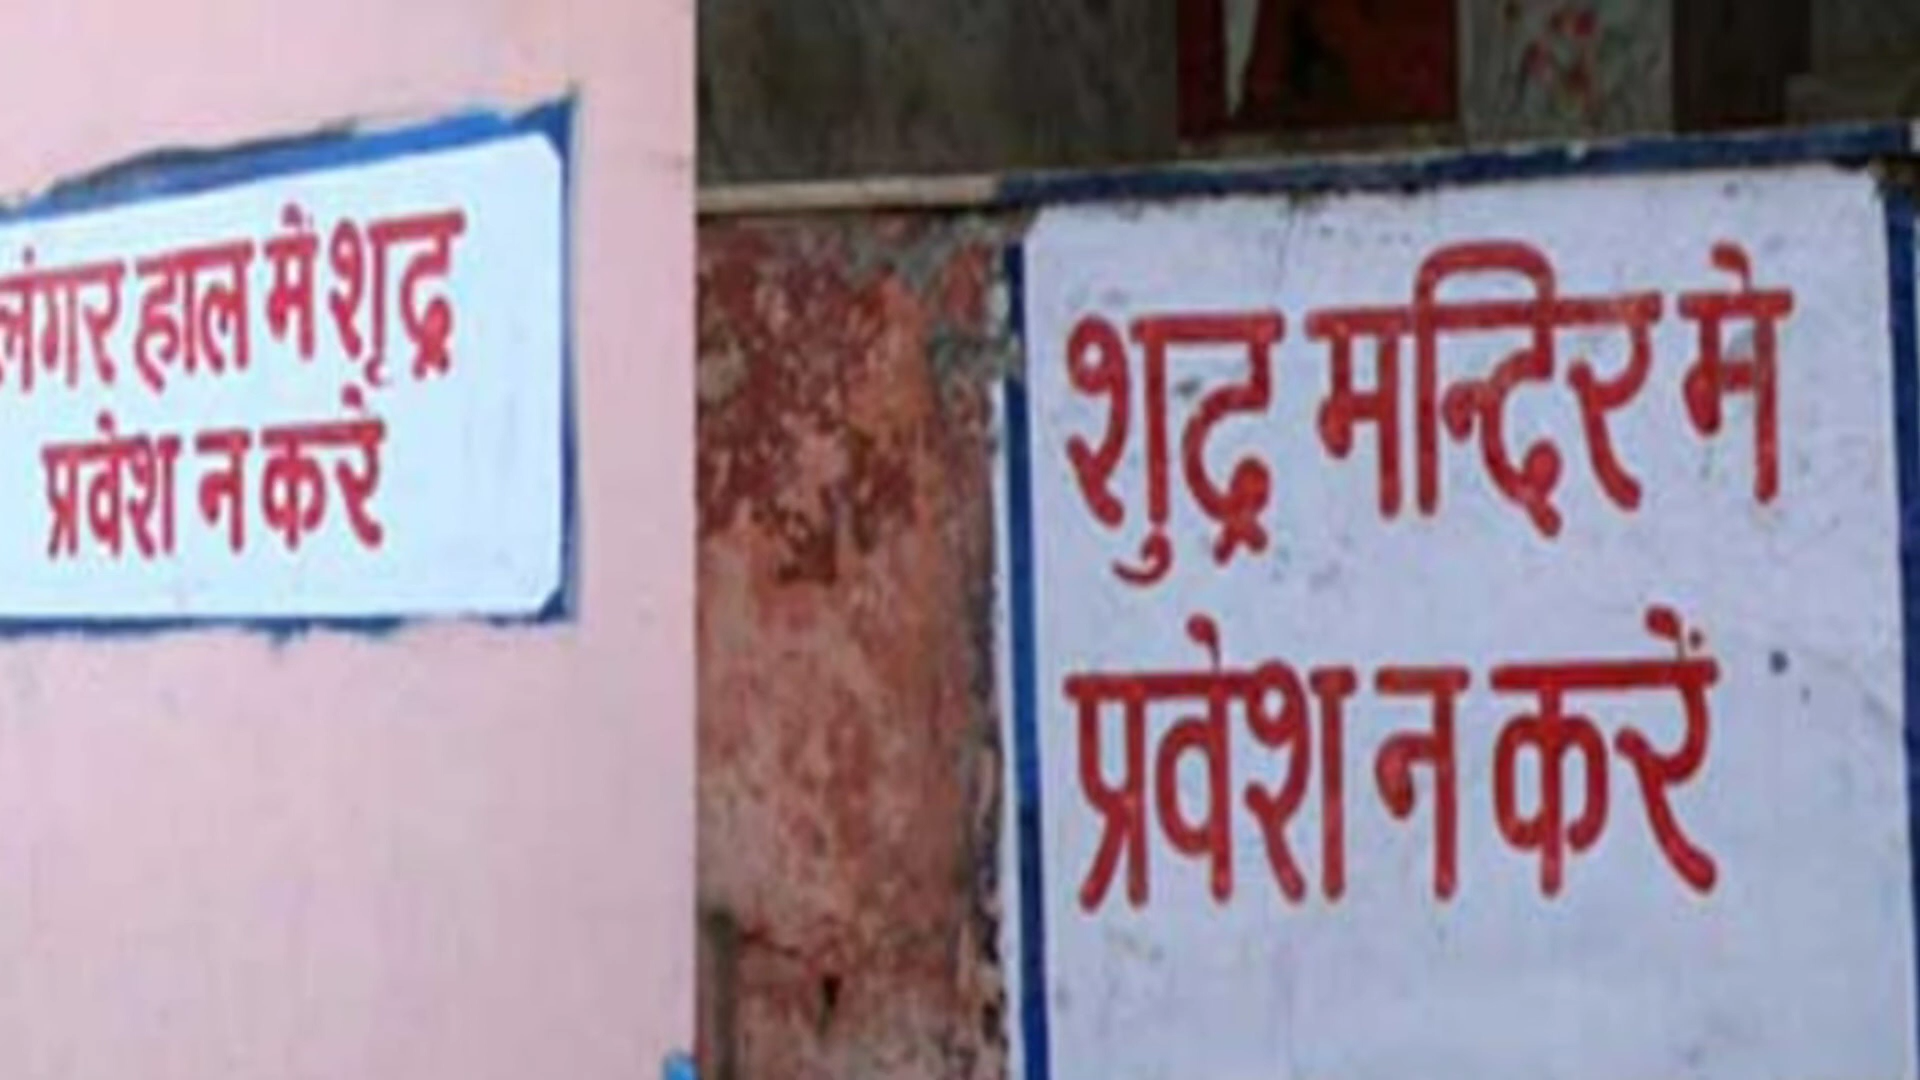 लंगर हाल में शूद्र
प्रवेश न करे
शुद्र मन्दिर मे
प्रवेश न करें